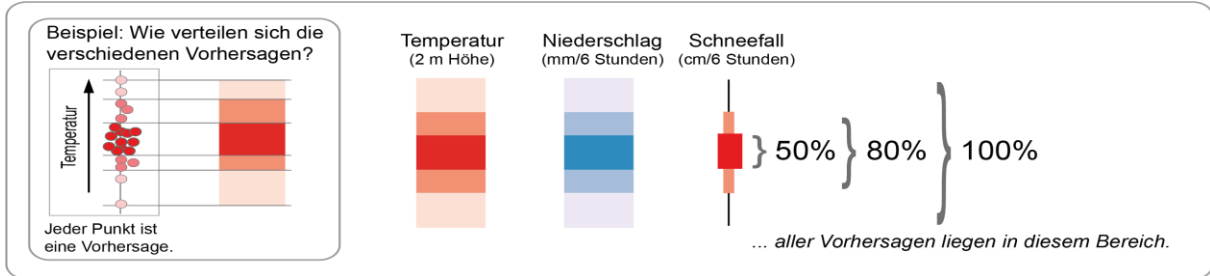 Beispiel: Wie verteilen sich die
verschiedenen Vorhersagen?
Temperatur
Jeder Punkt ist
eine Vorhersage.
Temperatur
(2 m Höhe)
Niederschlag
(mm/6 Stunden)
Schneefall
(cm/6 Stunden)
50%
80%
100%
... aller Vorhersagen liegen in diesem Bereich.